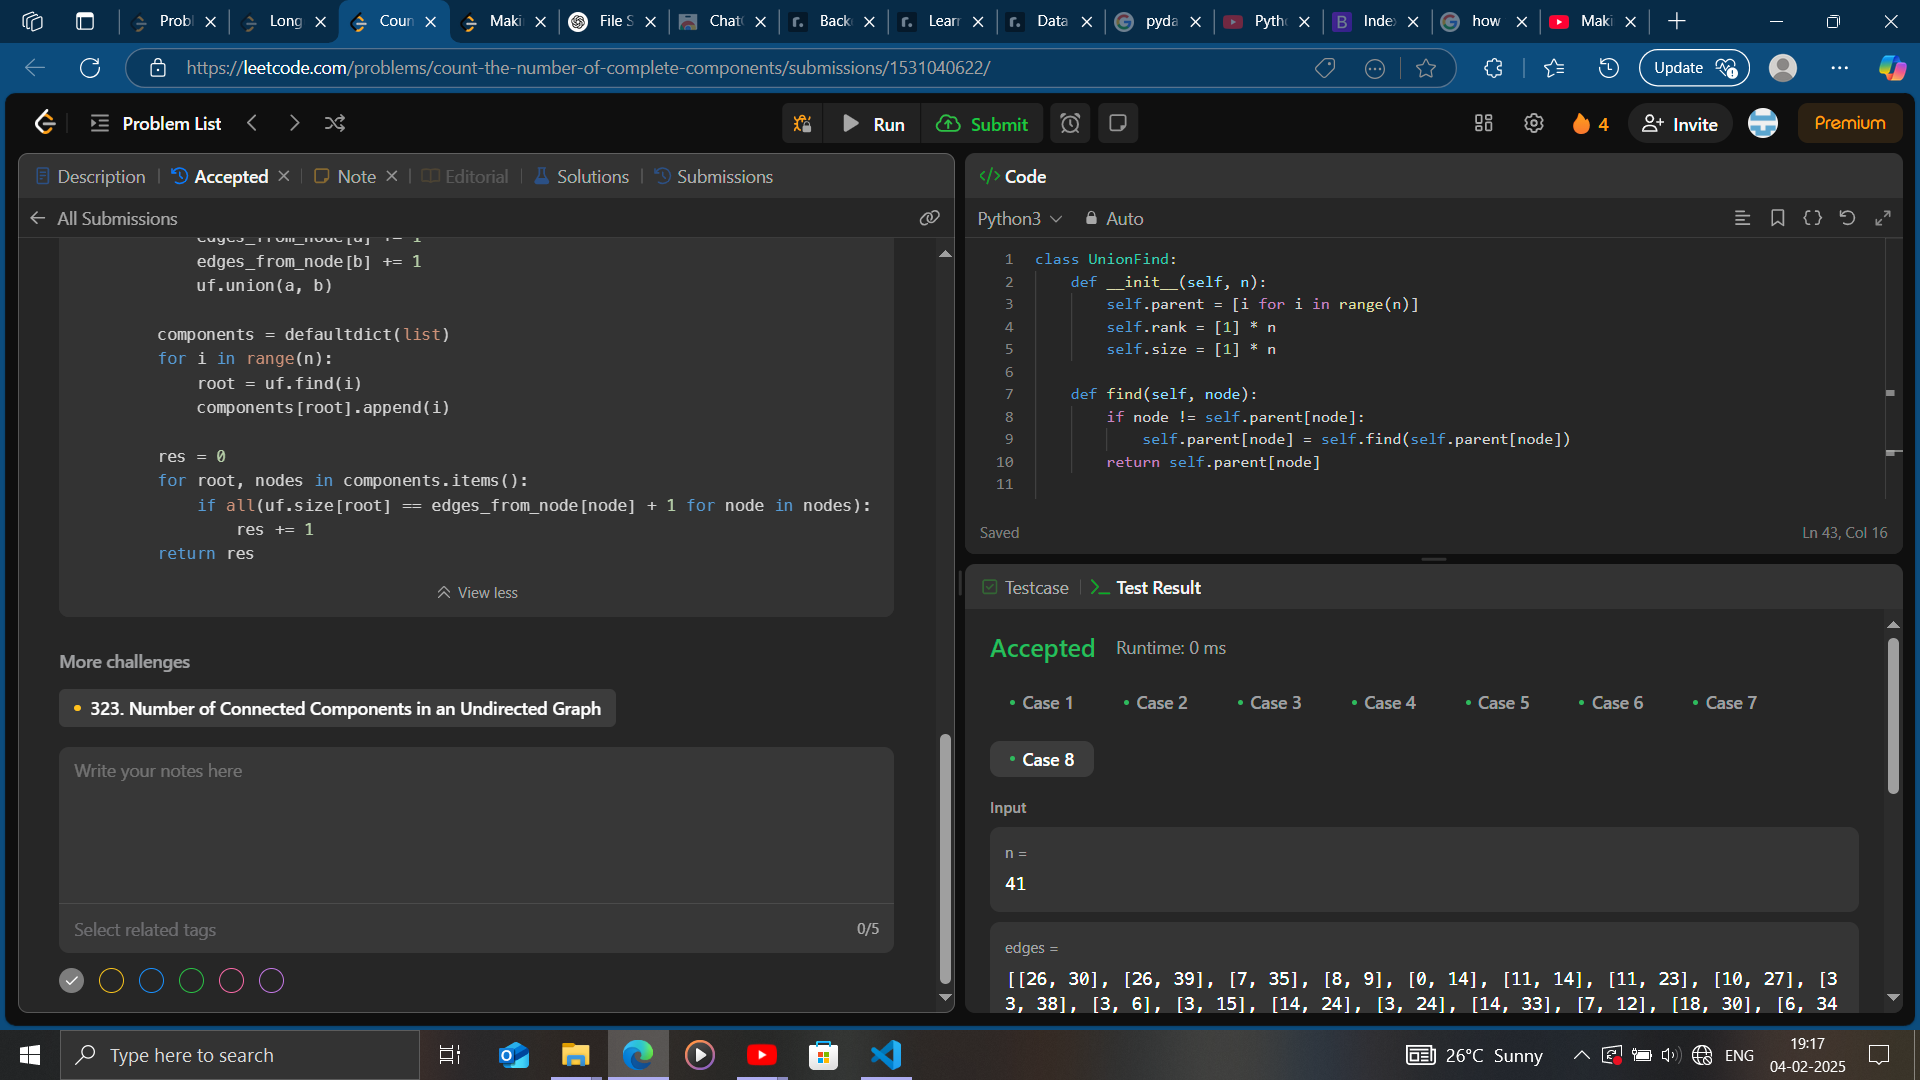 Probl
Long
Coun
Maki
File S
Chat
Back
Learn
Data
pyda
Pytho
Index
how
Maki
https://leetcode.com/problems/count-the-number-of-complete-components/submissions/1531040622/
Update
Problem List
Run
Submit
4
Invite
Premium
Description
Accepted
Note
Editorial
Solutions
Submissions
All Submissions
edges_from_node[a] += 1
edges_from_node[b] += 1
uf.union(a, b)
components = defaultdict(list)
for i in range(n):
root = uf.find(i)
components[root].append(i)
res = 0
for root, nodes in components.items():
if all(uf.size[root] == edges_from_node[node] + 1 for node in nodes):
res += 1
return res
View less
More challenges
323. Number of Connected Components in an Undirected Graph
Write your notes here
Select related tags
0/5
</> Code
Python3
Auto
1 class UnionFind:
2 def __init__(self, n):
3 self.parent = [i for i in range(n)]
4 self.rank = [1] * n
5 self.size = [1] * n
6
7 def find(self, node):
8 if node != self.parent[node]:
9 self.parent[node] = self.find(self.parent[node])
10 return self.parent[node]
11
Saved
Ln 43, Col 16
Testcase
Test Result
Accepted
Runtime: 0 ms
Case 1
Case 2
Case 3
Case 4
Case 5
Case 6
Case 7
Case 8
Input
n =
41
edges =
[[26, 30], [26, 39], [7, 35], [8, 9], [0, 14], [11, 14], [11, 23], [10, 27], [3
3, 38], [3, 6], [3, 15], [14, 24], [3, 24], [14, 33], [7, 12], [18, 30], [6, 34
Type here to search
26°C Sunny
ENG
19:17
04-02-2025